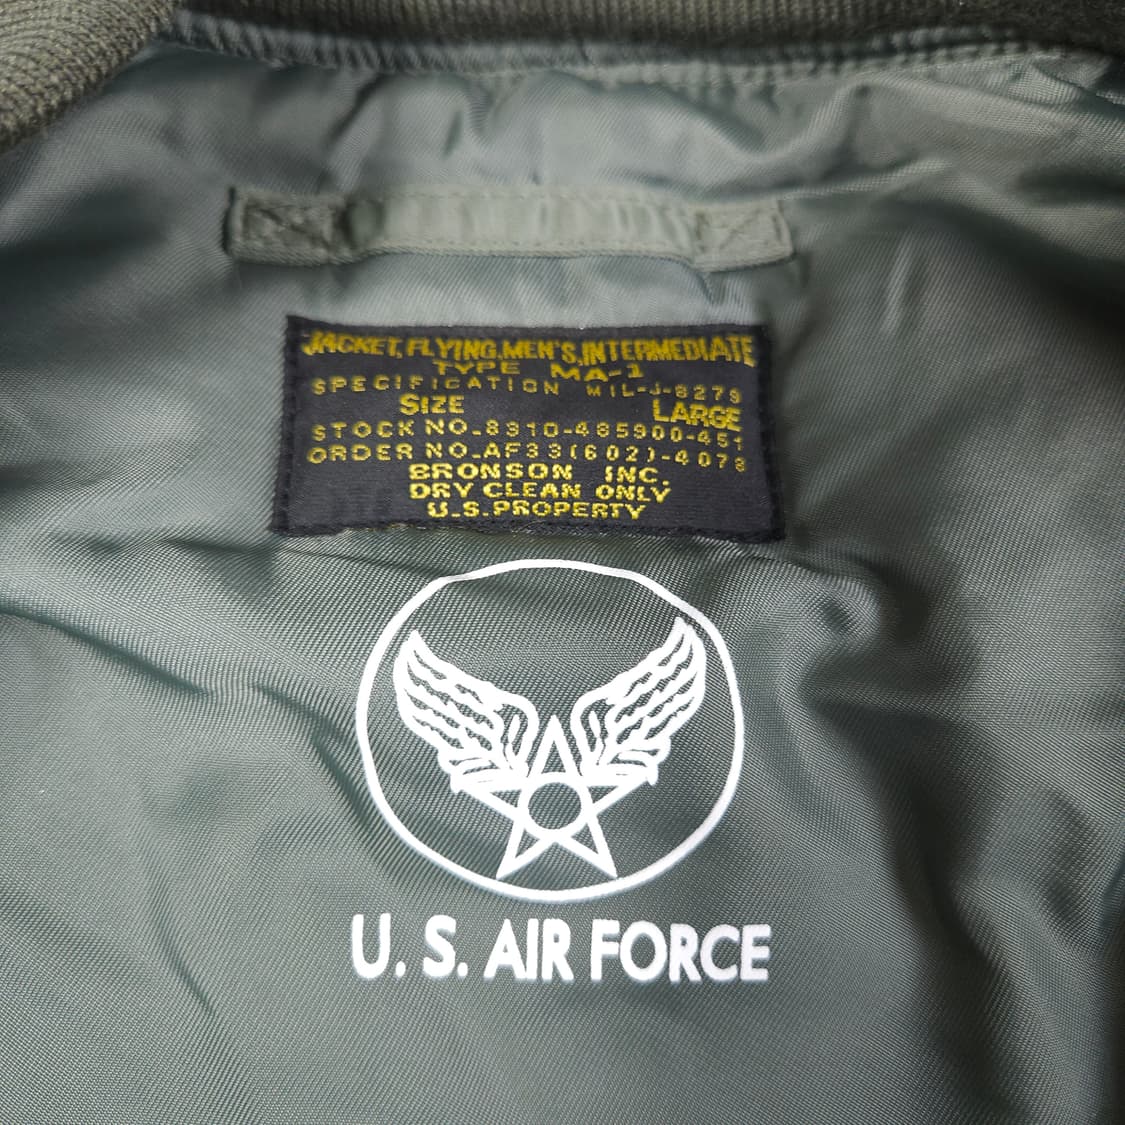 JACKET, FLYING, MEN'S, INTERMEDIATE
TYPE MA-1
SPECIFICATION MIL-J-8279
SIZE LARGE
STOCK NO. 8310-485900-451
ORDER NO. AF33(602)-4078
BRONSON INC.
DRY CLEAN ONLY
U.S. PROPERTY
U. S. AIR FORCE